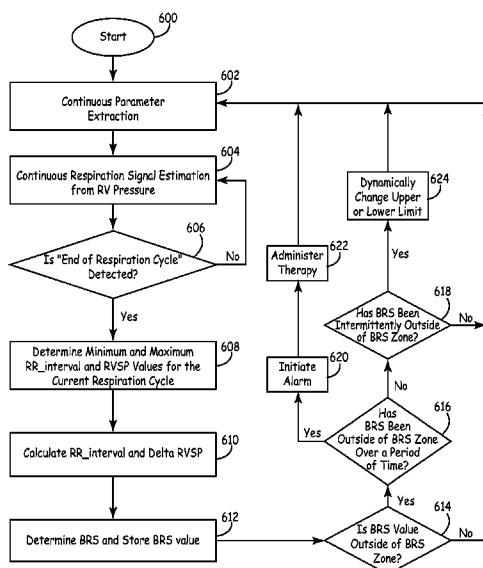 600
Start
602
Continuous Parameter
Extraction
604
Continuous Respiration Signal Estimation
from RV Pressure
606
Is "End of Respiration Cycle"
Detected?
No
Yes
608
Determine Minimum and Maximum
RR_interval and RVSP Values for the
Current Respiration Cycle
610
Calculate RR_interval and Delta RVSP
612
Determine BRS and Store BRS value
614
Is BRS Value
Outside of BRS
Zone?
No
Yes
616
Has
BRS Been
Outside of BRS Zone
Over a Period
of Time?
Yes
No
620
Initiate
Alarm
622
Administer
Therapy
618
Has BRS Been
Intermittently Outside
of BRS Zone?
No
Yes
624
Dynamically
Change Upper
or Lower Limit